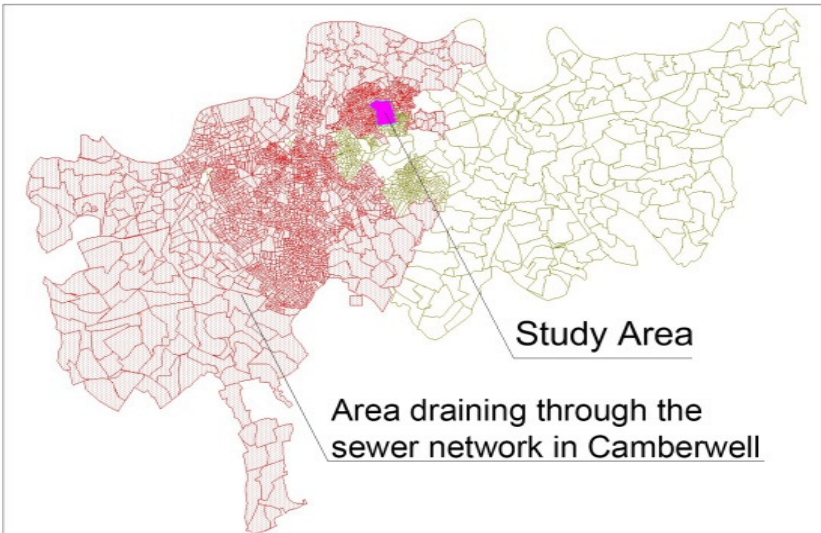 Study Area
Area draining through the
sewer network in Camberwell